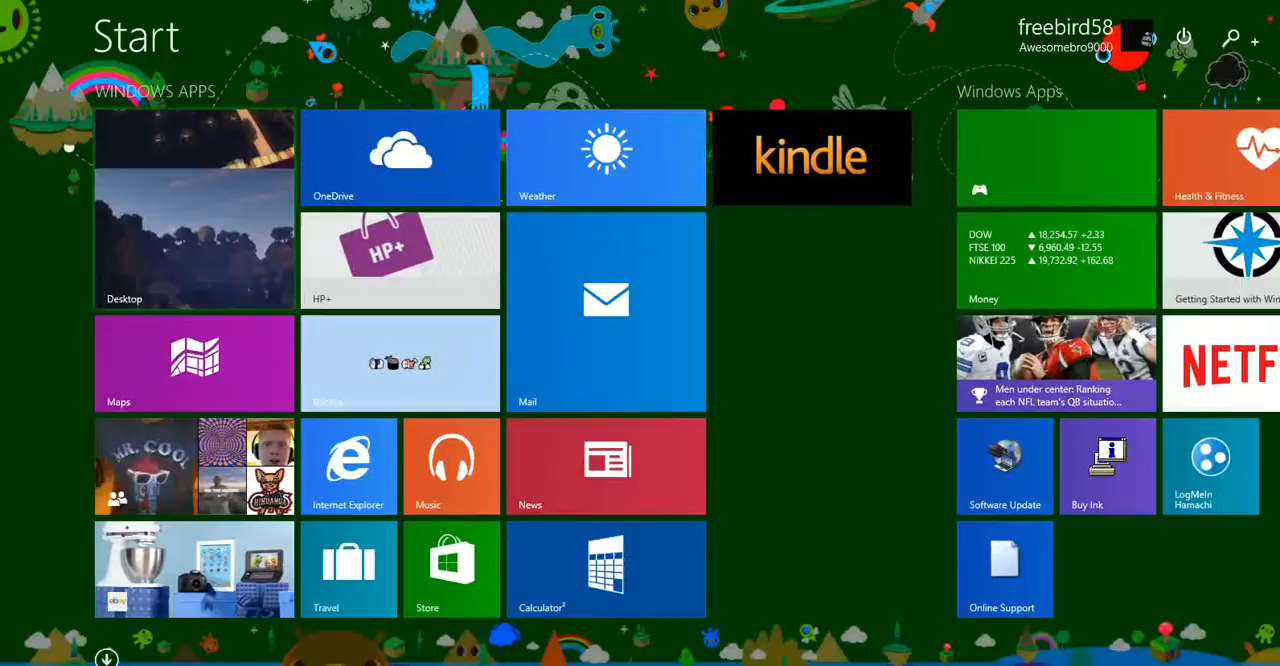 Start
freebird58
Awesomebro9000
WINDOWS APPS
Windows Apps
Desktop
OneDrive
Weather
kindle
Health & Fitness
HP+
HP+
Mail
DOW ▲ 18,254.57 +2.33
FTSE 100 ▼ 6,960.49 -12.55
NIKKEI 225 ▲ 19,732.92 +162.68
Money
Getting Started with Win
Maps
Men under center: Ranking
each NFL team's QB situatio...
NETF
MR. COOL
Internet Explorer
Music
News
Software Update
Buy Ink
LogMeIn
Hamachi
ebay
Travel
Store
Calculator²
Online Support